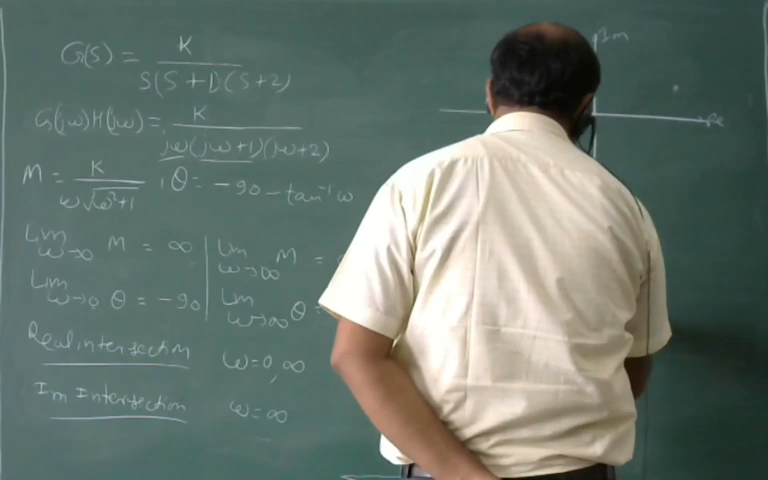 G(s) = K / s(s+1)(s+2)
G(jω)H(jω) = K / jω(jω+1)(jω+2)
M = K / ω√ω²+1 , θ = -90 - tan⁻¹ω
Lim ω→0 M = ∞ | Lim ω→∞ M =
Lim ω→0 θ = -90 | Lim ω→∞ θ =
Real intersection ω=0,∞
Im Intersection ω=∞
Im
Re